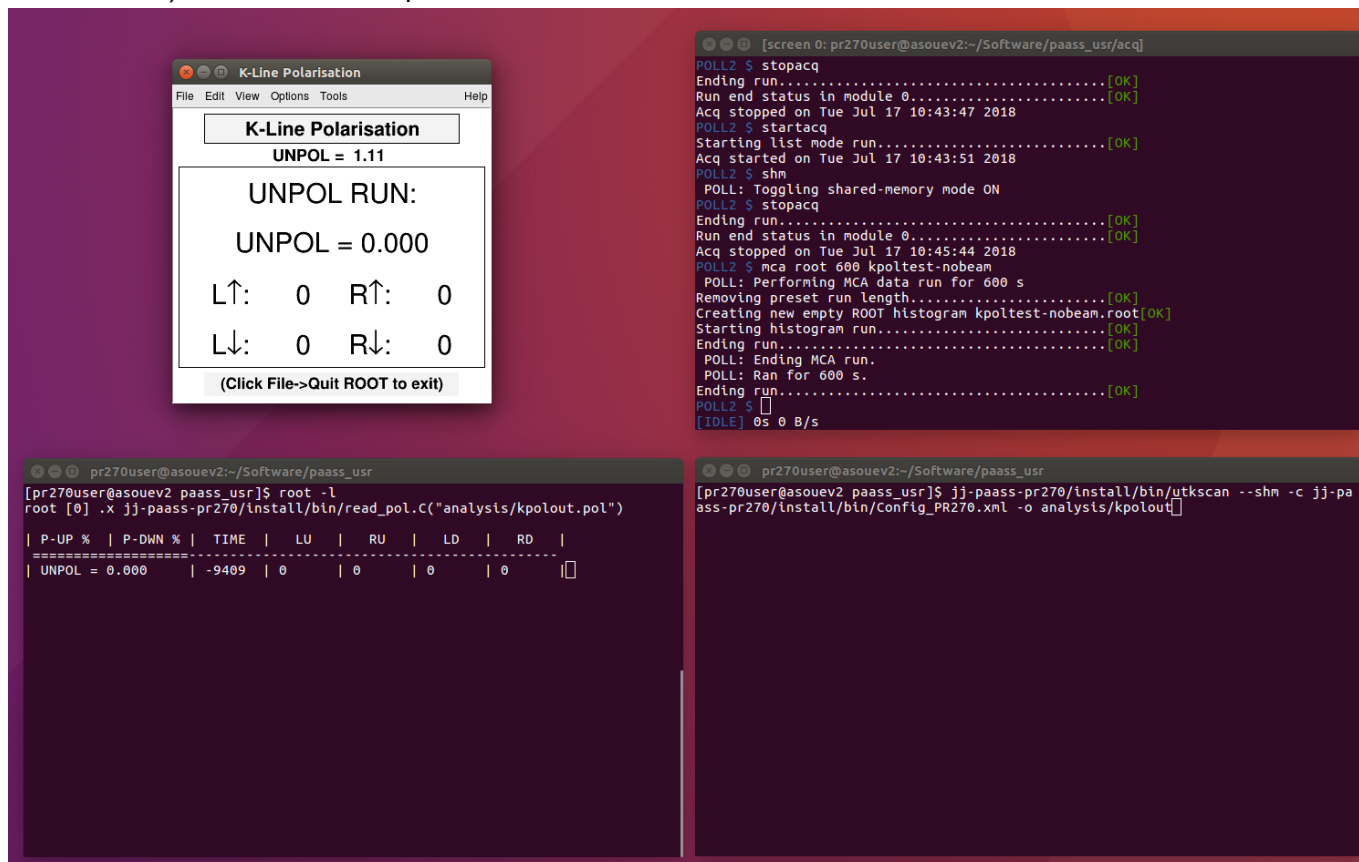 K-Line Polarisation
File Edit View Options Tools Help
K-Line Polarisation
UNPOL = 1.11
UNPOL RUN:
UNPOL = 0.000
L↑: 0 R↑: 0
L↓: 0 R↓: 0
(Click File->Quit ROOT to exit)
[screen 0: pr270user@asouev2:~/Software/paass_usr/acq]
POLL2 $ stopacq
Ending run........................................[OK]
Run end status in module 0........................[OK]
Acq stopped on Tue Jul 17 10:43:47 2018
POLL2 $ startacq
Starting list mode run............................[OK]
Acq started on Tue Jul 17 10:43:51 2018
POLL2 $ shm
POLL: Toggling shared-memory mode ON
POLL2 $ stopacq
Ending run........................................[OK]
Run end status in module 0........................[OK]
Acq stopped on Tue Jul 17 10:45:44 2018
POLL2 $ mca root 600 kpoltest-nobeam
POLL: Performing MCA data run for 600 s
Removing preset run length........................[OK]
Creating new empty ROOT histogram kpoltest-nobeam.root[OK]
Starting histogram run............................[OK]
Ending run........................................[OK]
POLL: Ending MCA run.
POLL: Ran for 600 s.
Ending run........................................[OK]
POLL2 $
[IDLE] 0s 0 B/s
pr270user@asouev2:~/Software/paass_usr
[pr270user@asouev2 paass_usr]$ root -l
root [0] .x jj-paass-pr270/install/bin/read_pol.C("analysis/kpolout.pol")
| P-UP % | P-DWN % | TIME | LU | RU | LD | RD |
===================---------------------------------------------
| UNPOL = 0.000 | -9409 | 0 | 0 | 0 | 0 |
pr270user@asouev2:~/Software/paass_usr
[pr270user@asouev2 paass_usr]$ jj-paass-pr270/install/bin/utkscan --shm -c jj-pa
ass-pr270/install/bin/Config_PR270.xml -o analysis/kpolout